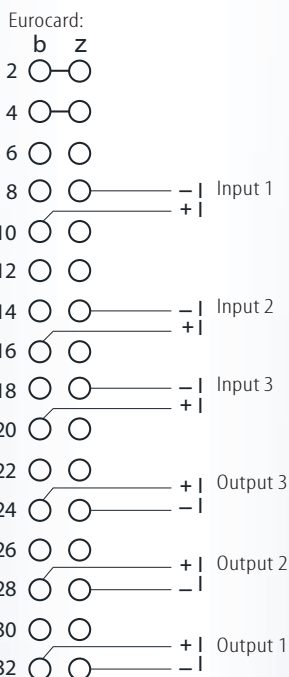 Eurocard:
b z
2
4
6
8 – I Input 1
+ I
10
12
14 – I Input 2
+ I
16
18 – I Input 3
+ I
20
22
+ I Output 3
24 – I
26
+ I Output 2
28 – I
30
+ I Output 1
32 – I